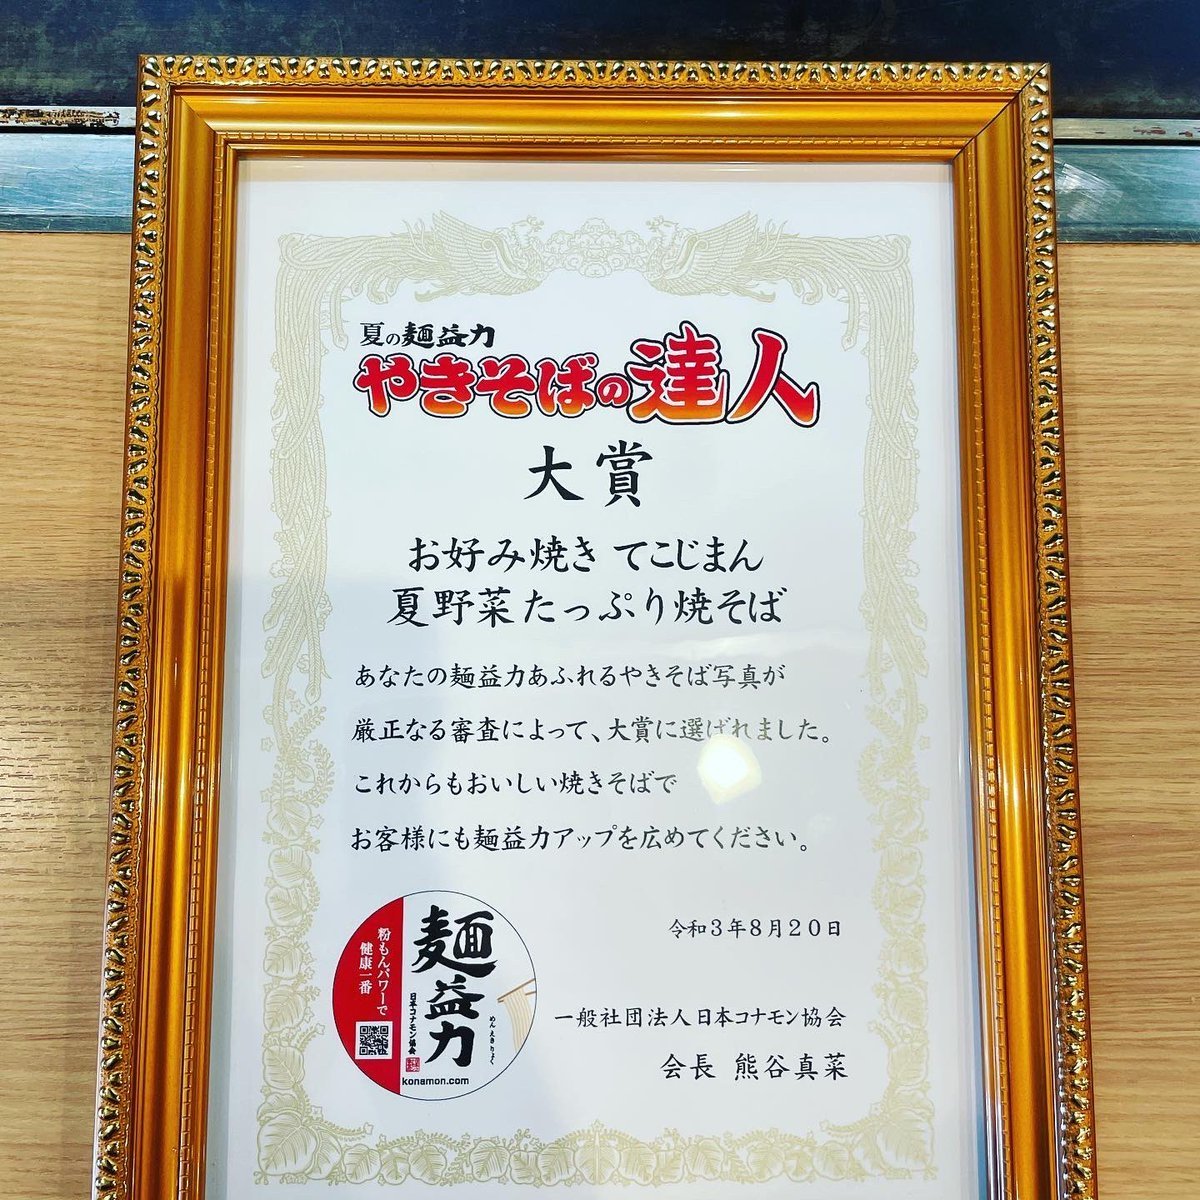 夏の麺益力
やきそばの達人
大賞
お好み焼き てこじまん
夏野菜たっぷり焼そば
あなたの麺益力あふれるやきそば写真が
厳正なる審査によって、大賞に選ばれました。
これからもおいしい焼きそばで
お客様にも麺益力アップを広めてください。
令和3年8月20日
一般社団法人日本コナモン協会
会長 熊谷真菜
麺益力
めんえきりょく
日本コナモン協会
粉もんパワーで
健康一番
konamon.com